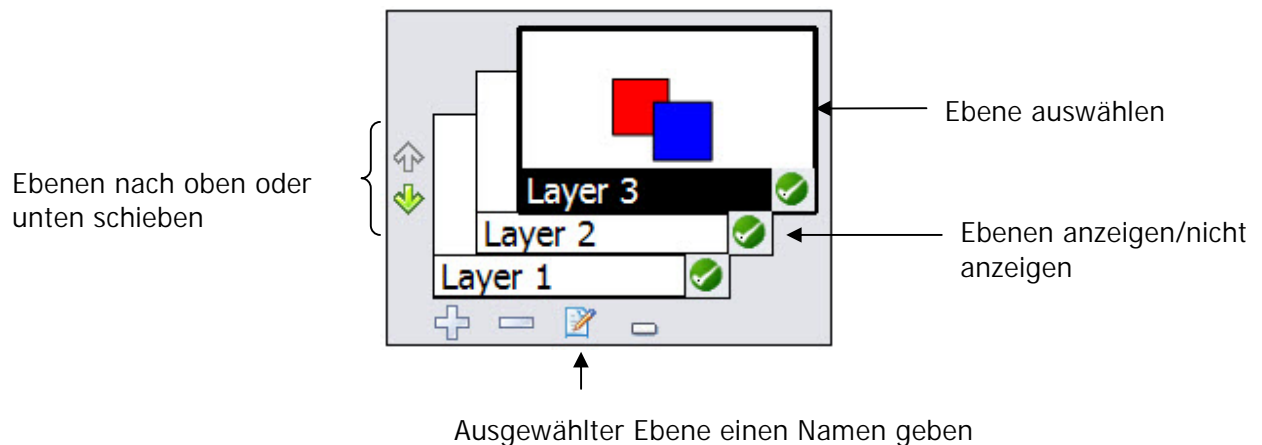 Ebene auswählen
Ebenen nach oben oder
unten schieben
Layer 3
Layer 2
Ebenen anzeigen/nicht
anzeigen
Layer 1
Ausgewählter Ebene einen Namen geben